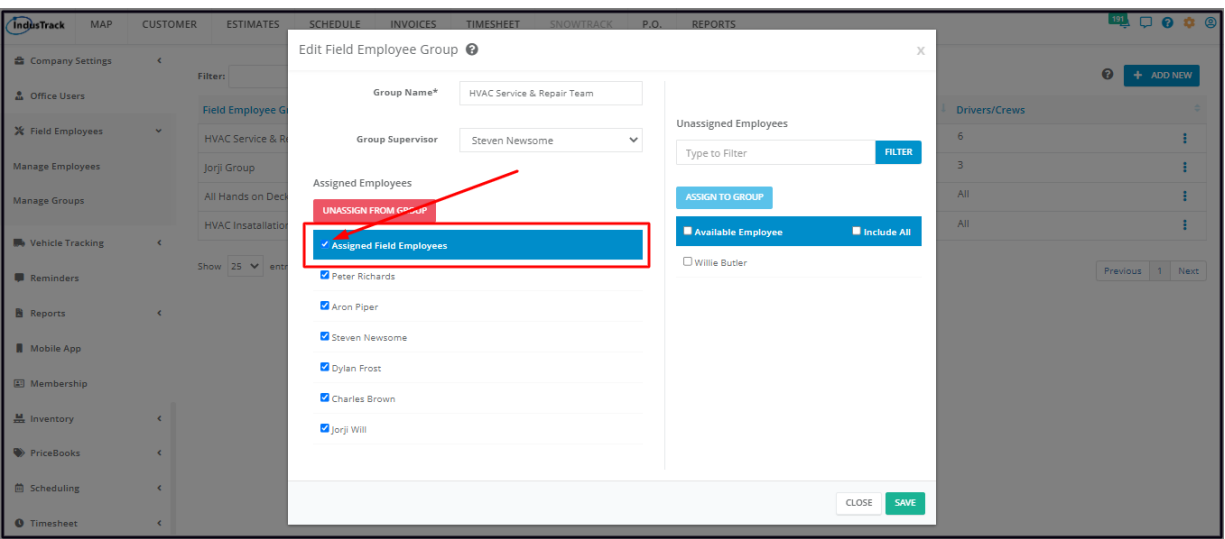 IndusTrack MAP CUSTOMER ESTIMATES SCHEDULE INVOICES TIMESHEET SNOWTRACK P.O. REPORTS 191
Edit Field Employee Group
X
Company Settings
Office Users
Field Employees
Manage Employees
Manage Groups
Vehicle Tracking
Reminders
Reports
Mobile App
Membership
Inventory
PriceBooks
Scheduling
Timesheet
Filter:
+ ADD NEW
Field Employee Gr
Drivers/Crews
HVAC Service & Re
6
Jorji Group
3
All Hands on Deck
All
HVAC Insatallation
All
Show 25 entr
Previous 1 Next
Group Name*
HVAC Service & Repair Team
Group Supervisor
Steven Newsome
Assigned Employees
UNASSIGN FROM GROUP
Assigned Field Employees
Peter Richards
Aron Piper
Steven Newsome
Dylan Frost
Charles Brown
Jorji Will
Unassigned Employees
Type to Filter
FILTER
ASSIGN TO GROUP
Available Employee
Include All
Willie Butler
CLOSE
SAVE